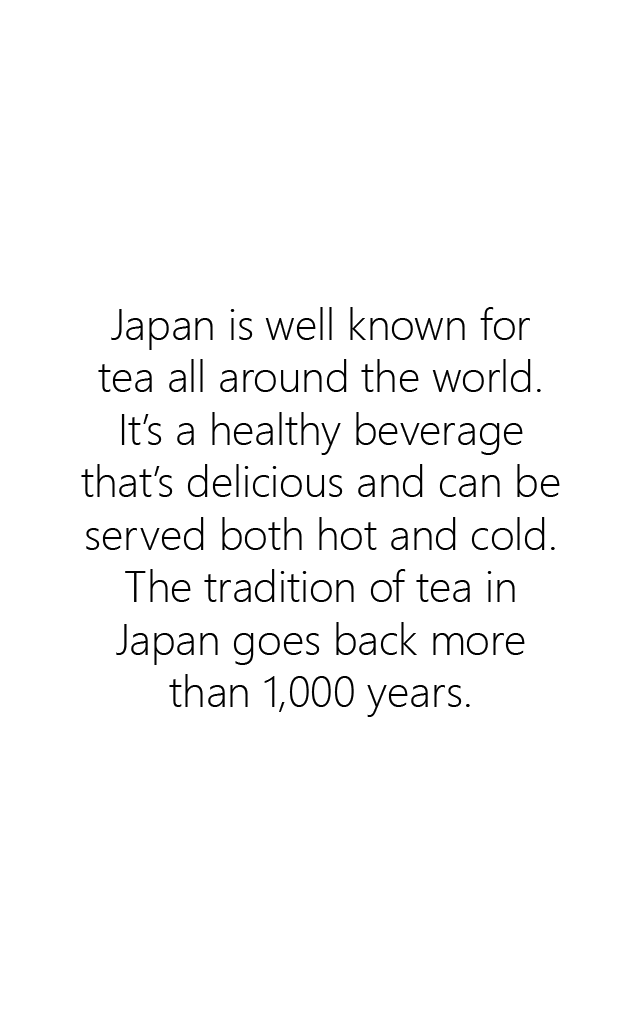 Japan is well known for
tea all around the world.
It’s a healthy beverage
that’s delicious and can be
served both hot and cold.
The tradition of tea in
Japan goes back more
than 1,000 years.